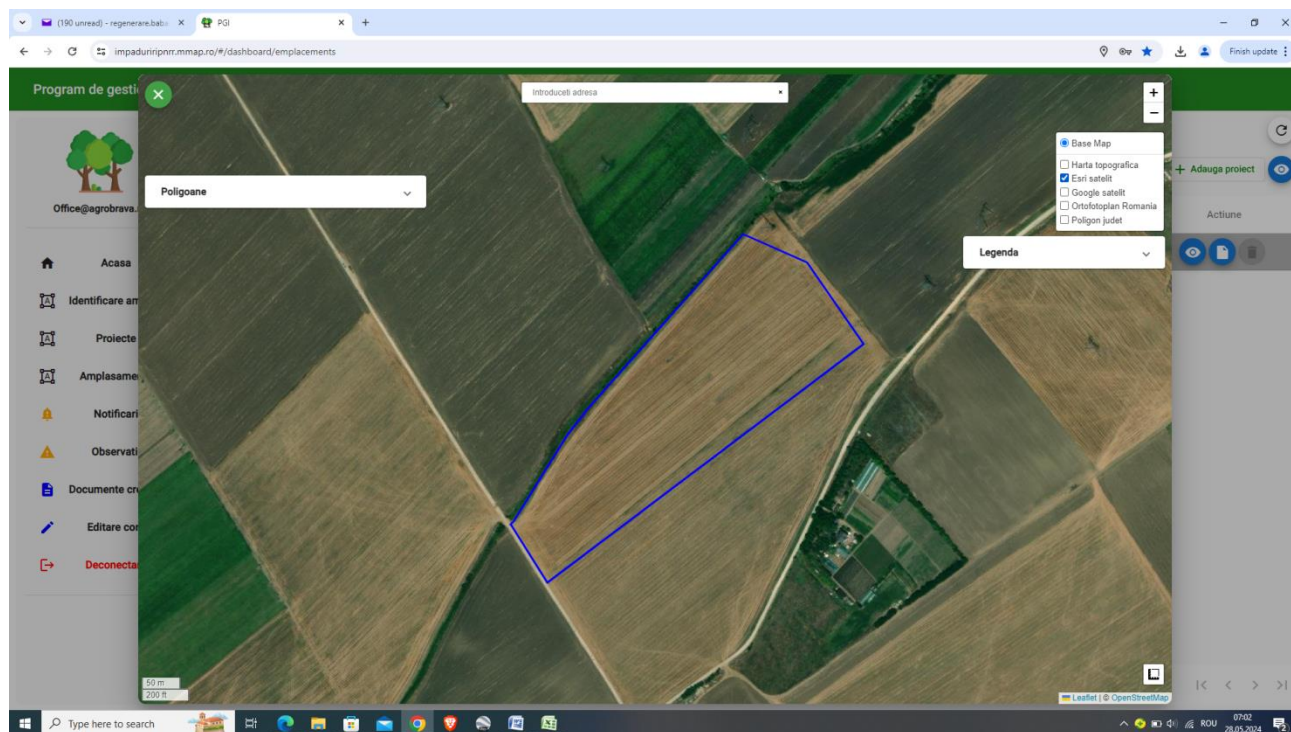 (190 unread) - regenerare.bab
PGI
impaduriripnrr.mmap.ro/#/dashboard/emplacements
Finish update
Program de gesti
Introduceti adresa
Base Map
Harta topografica
Esri satelit
Google satelit
Ortofotoplan Romania
Poligon judet
Adauga proiect
Poligoane
Office@agrobrava.
Actiune
Legenda
Acasa
Identificare am
Proiecte
Amplasame
Notificari
Observati
Documente cr
Editare con
Deconecta
50 m
200 ft
Leaflet | © OpenStreetMap
Type here to search
ROU
07:02
28.05.2024